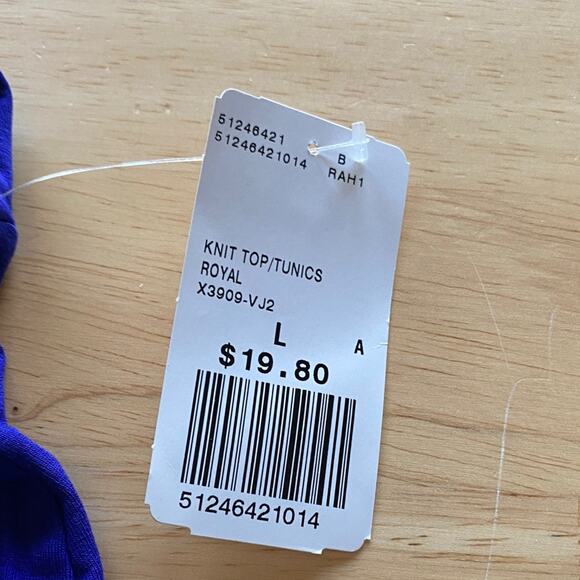 51246421
51246421014
B
RAH1
KNIT TOP/TUNICS
ROYAL
X3909-VJ2
L
A
$19.80
51246421014